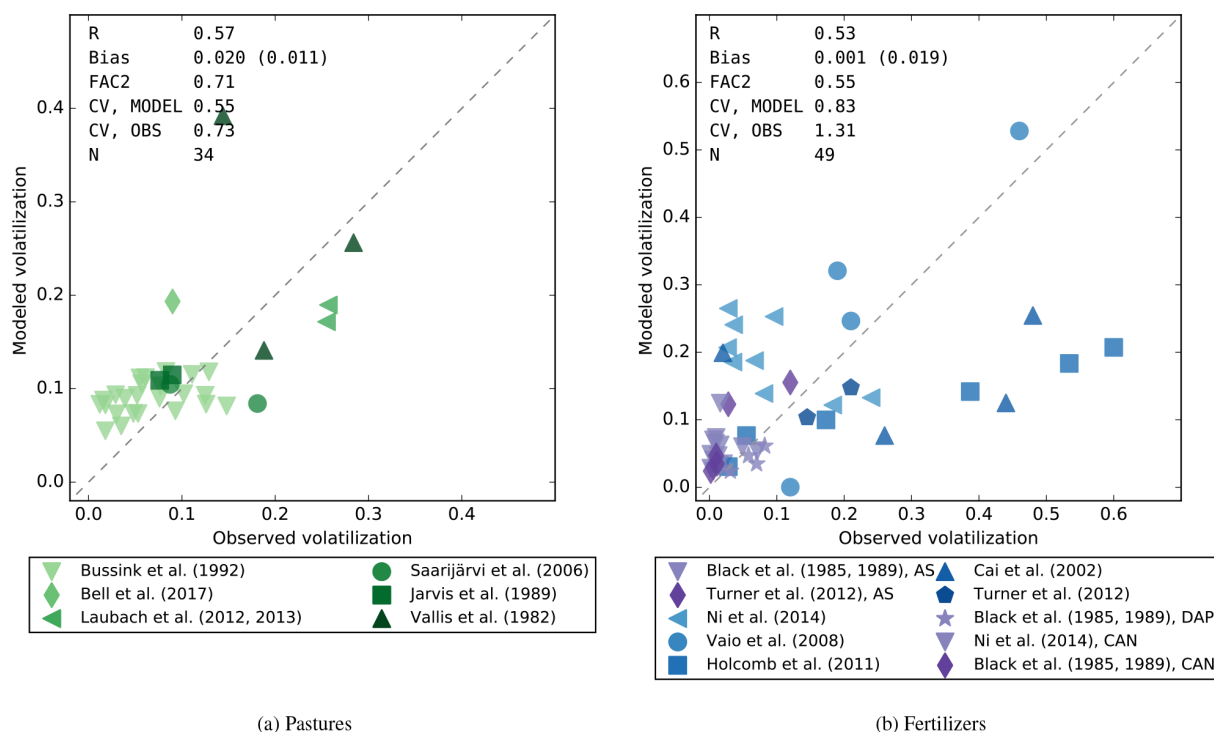 R 0.57
Bias 0.020 (0.011)
FAC2 0.71
CV, MODEL 0.55
CV, OBS 0.73
N 34
0.4
0.3
0.2
0.1
0.0
Modeled volatilization
0.0 0.1 0.2 0.3 0.4
Observed volatilization
Bussink et al. (1992)
Bell et al. (2017)
Laubach et al. (2012, 2013)
Saarijärvi et al. (2006)
Jarvis et al. (1989)
Vallis et al. (1982)
(a) Pastures
R 0.53
Bias 0.001 (0.019)
FAC2 0.55
CV, MODEL 0.83
CV, OBS 1.31
N 49
0.6
0.5
0.4
0.3
0.2
0.1
0.0
Modeled volatilization
0.0 0.1 0.2 0.3 0.4 0.5 0.6
Observed volatilization
Black et al. (1985, 1989), AS
Turner et al. (2012), AS
Ni et al. (2014)
Vaio et al. (2008)
Holcomb et al. (2011)
Cai et al. (2002)
Turner et al. (2012)
Black et al. (1985, 1989), DAP
Ni et al. (2014), CAN
Black et al. (1985, 1989), CAN
(b) Fertilizers